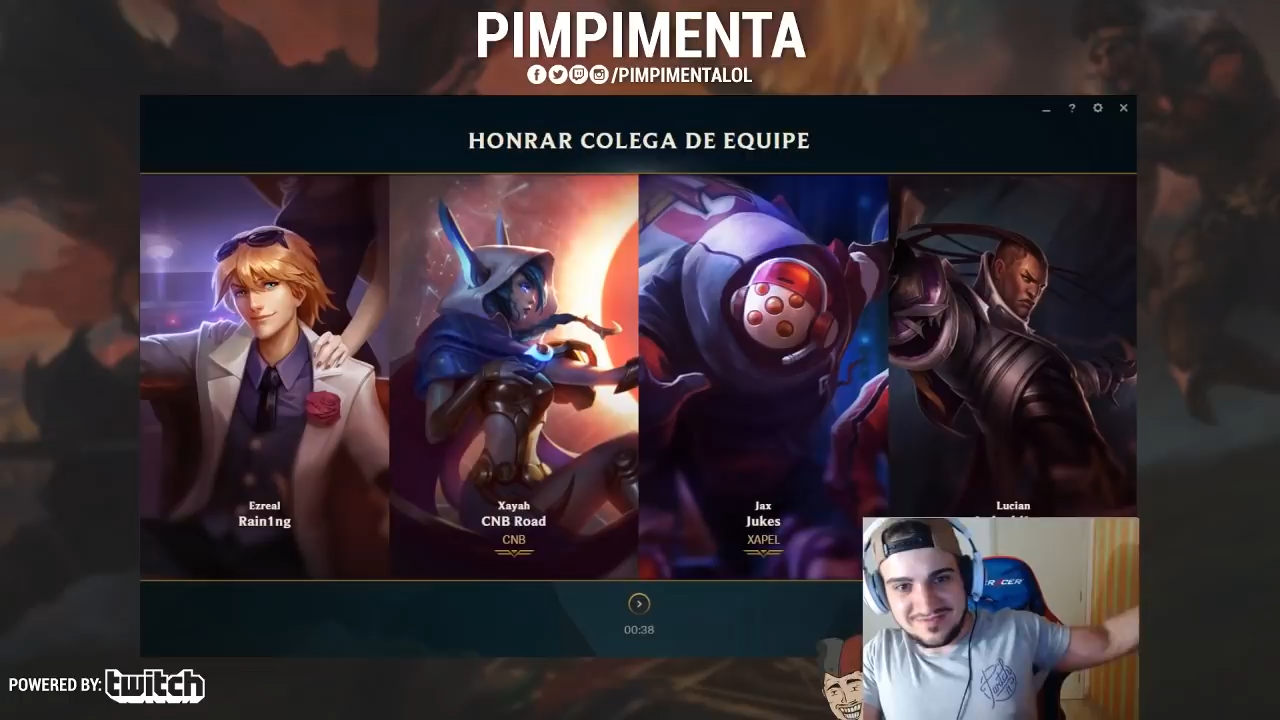 PIMPIMENTA
/PIMPIMENTALOL
HONRAR COLEGA DE EQUIPE
Ezreal
Rain1ng
Xayah
CNB Road
CNB
Jax
Jukes
XAPEL
Lucian
00:38
POWERED BY: twitch